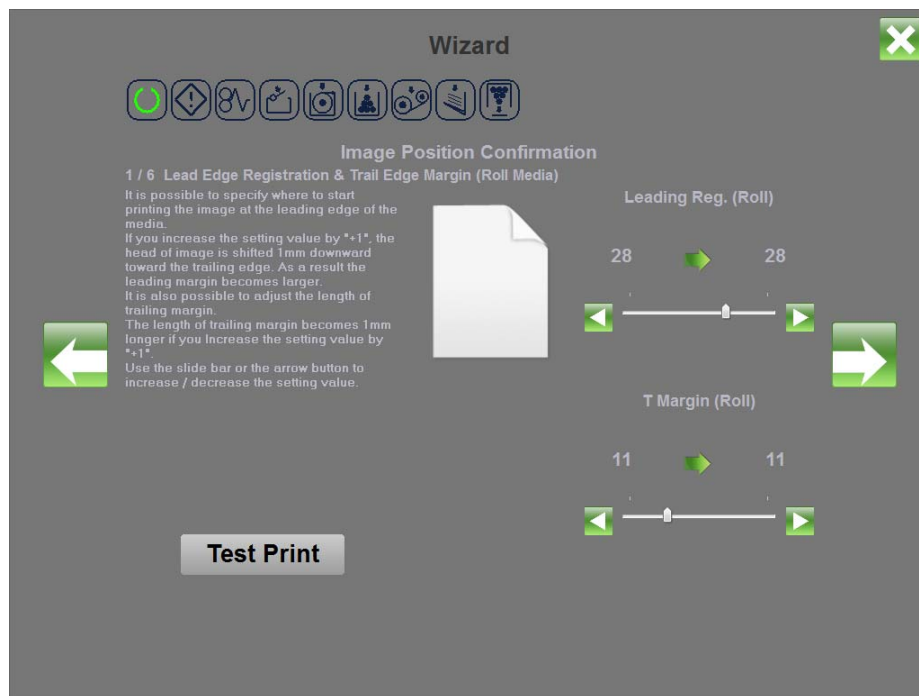 Wizard
Image Position Confirmation
1 / 6 Lead Edge Registration & Trail Edge Margin (Roll Media)
It is possible to specify where to start
printing the image at the leading edge of the
media.
If you increase the setting value by "+1", the
head of image is shifted 1mm downward
toward the trailing edge. As a result the
leading margin becomes larger.
It is also possible to adjust the length of
trailing margin.
The length of trailing margin becomes 1mm
longer if you Increase the setting value by
"+1".
Use the slide bar or the arrow button to
increase / decrease the setting value.
Leading Reg. (Roll)
28 28
T Margin (Roll)
11 11
Test Print